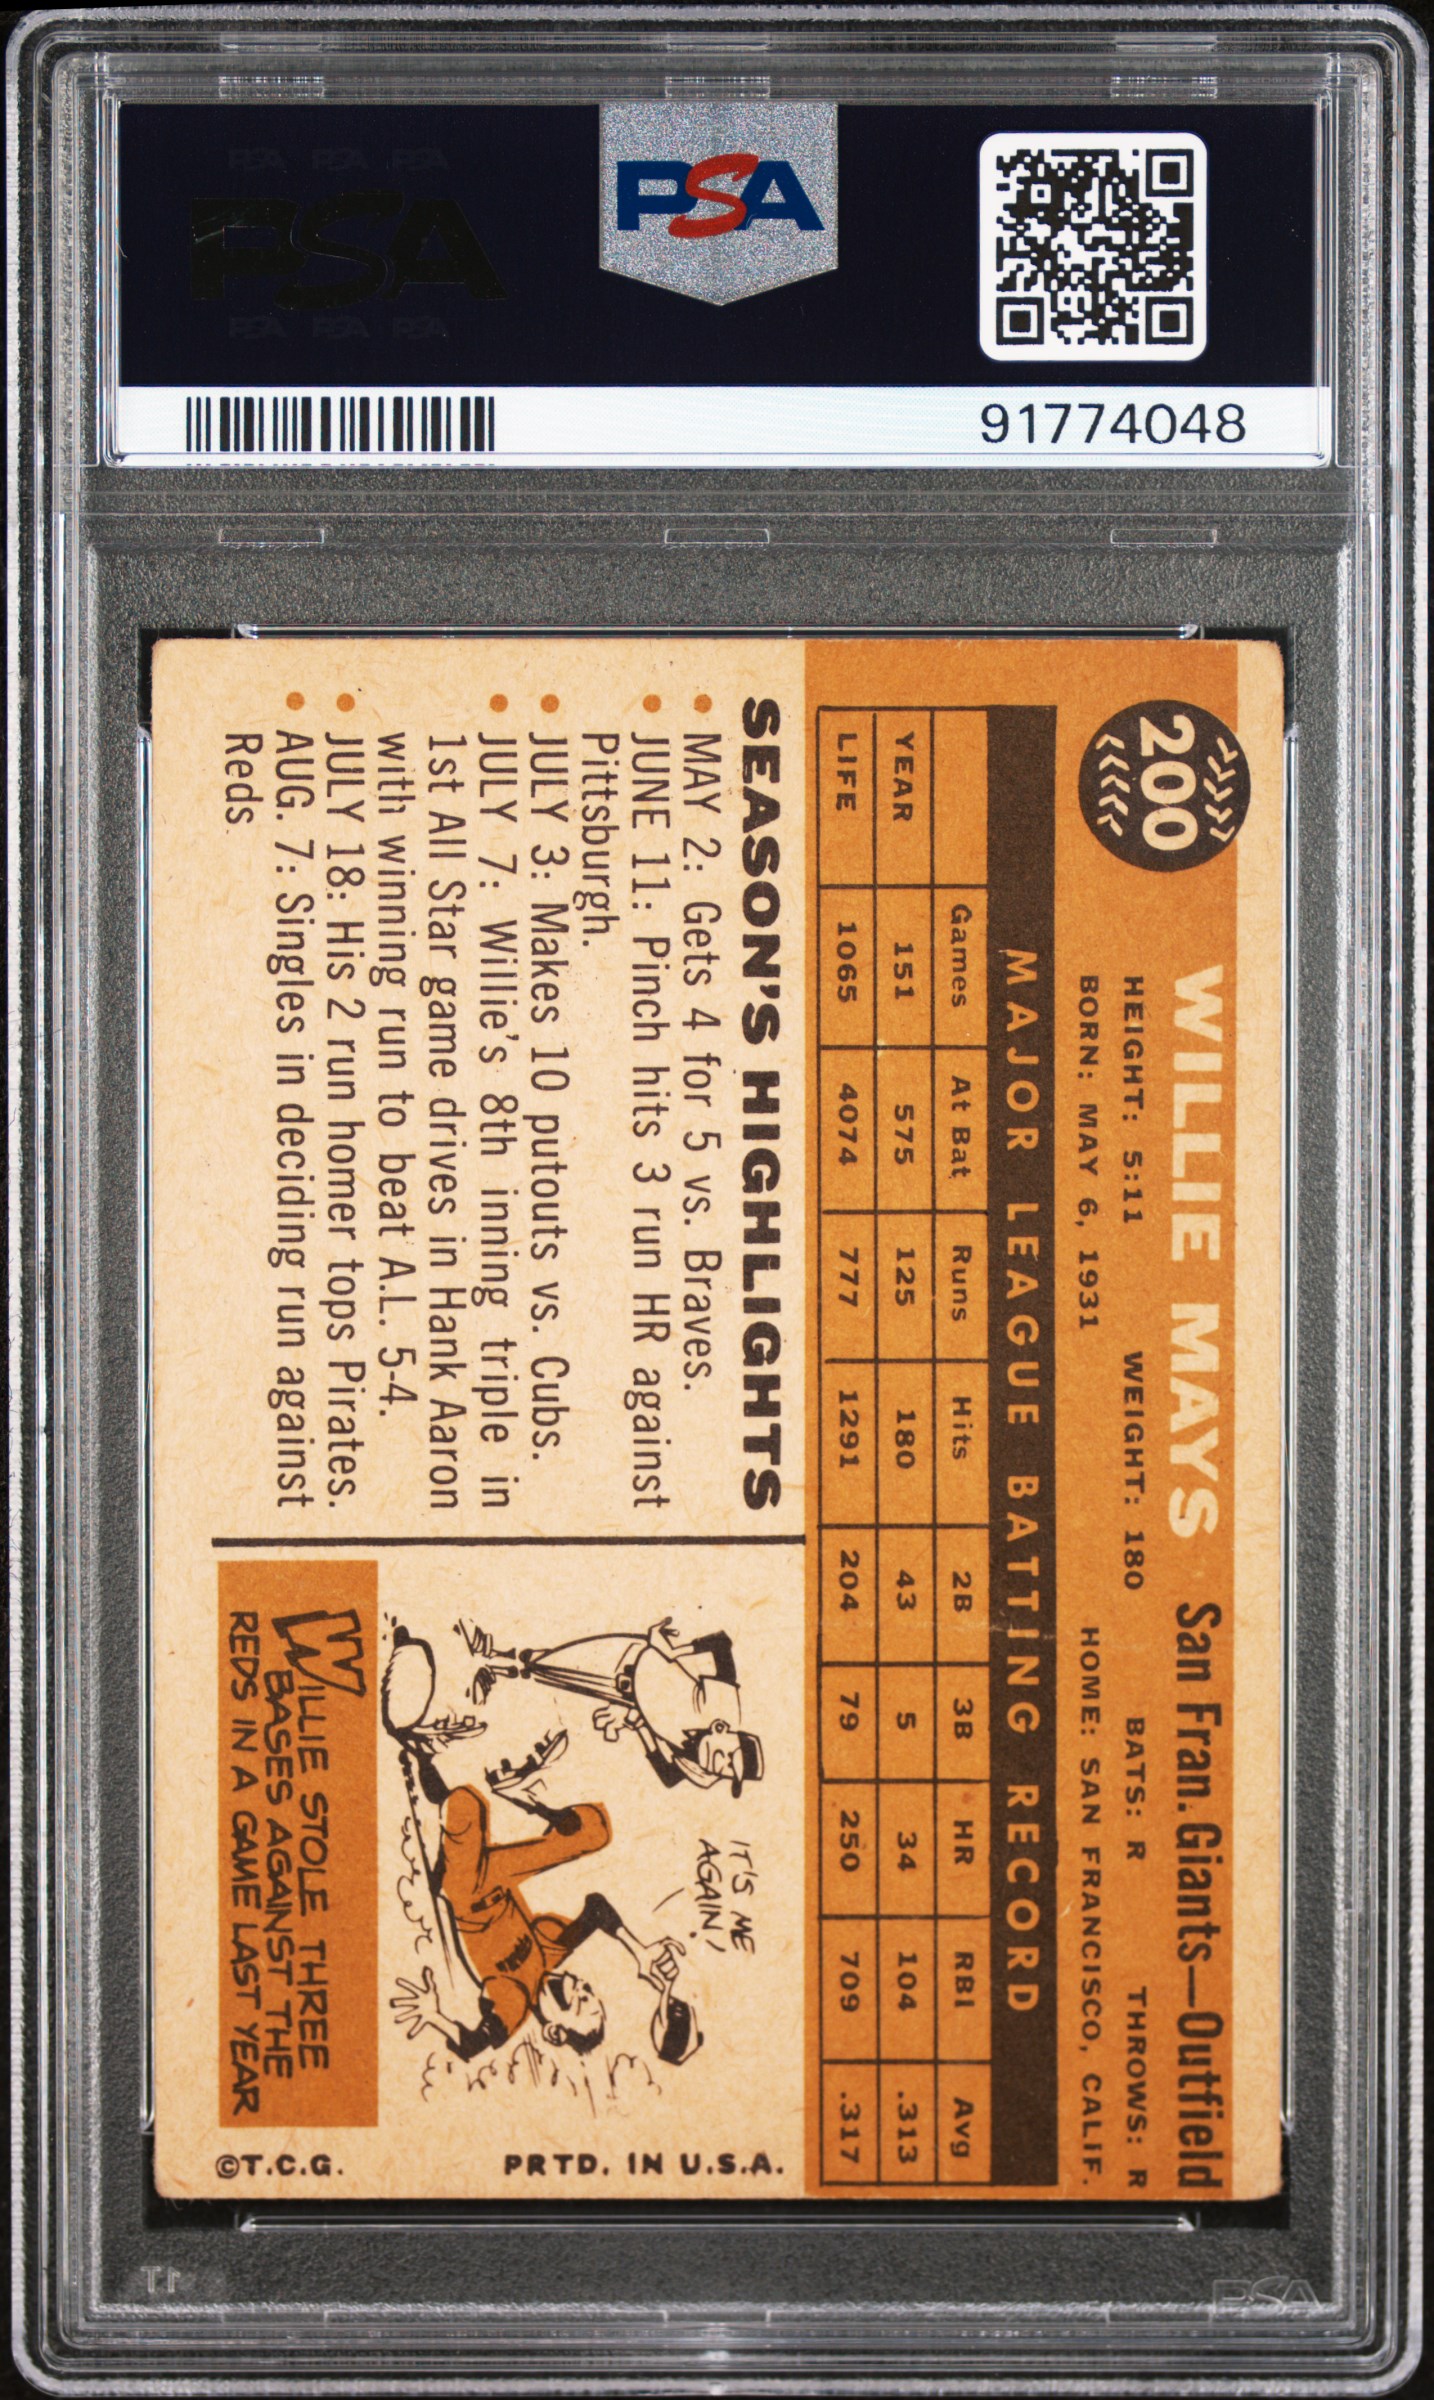 PSA PSA PSA
PSA
PSA PSA PSA
PSA
91774048
200
WILLIE MAYS San Fran. Giants—Outfield
HEIGHT: 5:11 WEIGHT: 180 BATS: R THROWS: R
BORN: MAY 6, 1931 HOME: SAN FRANCISCO, CALIF.
MAJOR LEAGUE BATTING RECORD
Games At Bat Runs Hits 2B 3B HR RBI Avg
YEAR 151 575 125 180 43 5 34 104 .313
LIFE 1065 4074 777 1291 204 79 250 709 .317
SEASON'S HIGHLIGHTS
• MAY 2: Gets 4 for 5 vs. Braves.
• JUNE 11: Pinch hits 3 run HR against
Pittsburgh.
• JULY 3: Makes 10 putouts vs. Cubs.
• JULY 7: Willie's 8th inning triple in
1st All Star game drives in Hank Aaron
with winning run to beat A.L. 5-4.
• JULY 18: His 2 run homer tops Pirates.
• AUG. 7: Singles in deciding run against
Reds
IT'S ME
AGAIN!
WILLIE STOLE THREE
BASES AGAINST THE
REDS IN A GAME LAST YEAR
©T.C.G. PRTD. IN U.S.A.
PSA